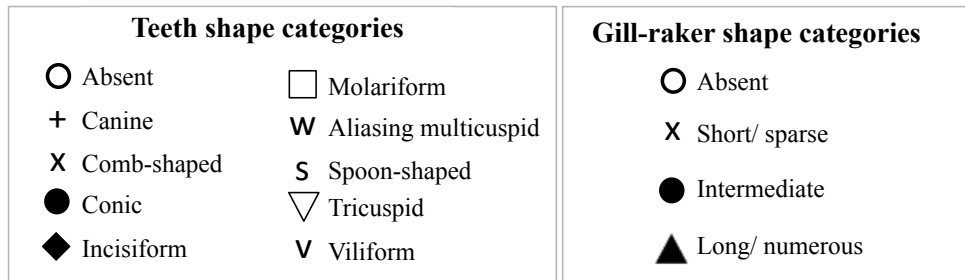 Teeth shape categories
Absent
+ Canine
x Comb-shaped
Conic
Incisiform
Molariform
w Aliasing multicuspid
s Spoon-shaped
Tricuspid
v Viliform
Gill-raker shape categories
Absent
x Short/ sparse
Intermediate
Long/ numerous